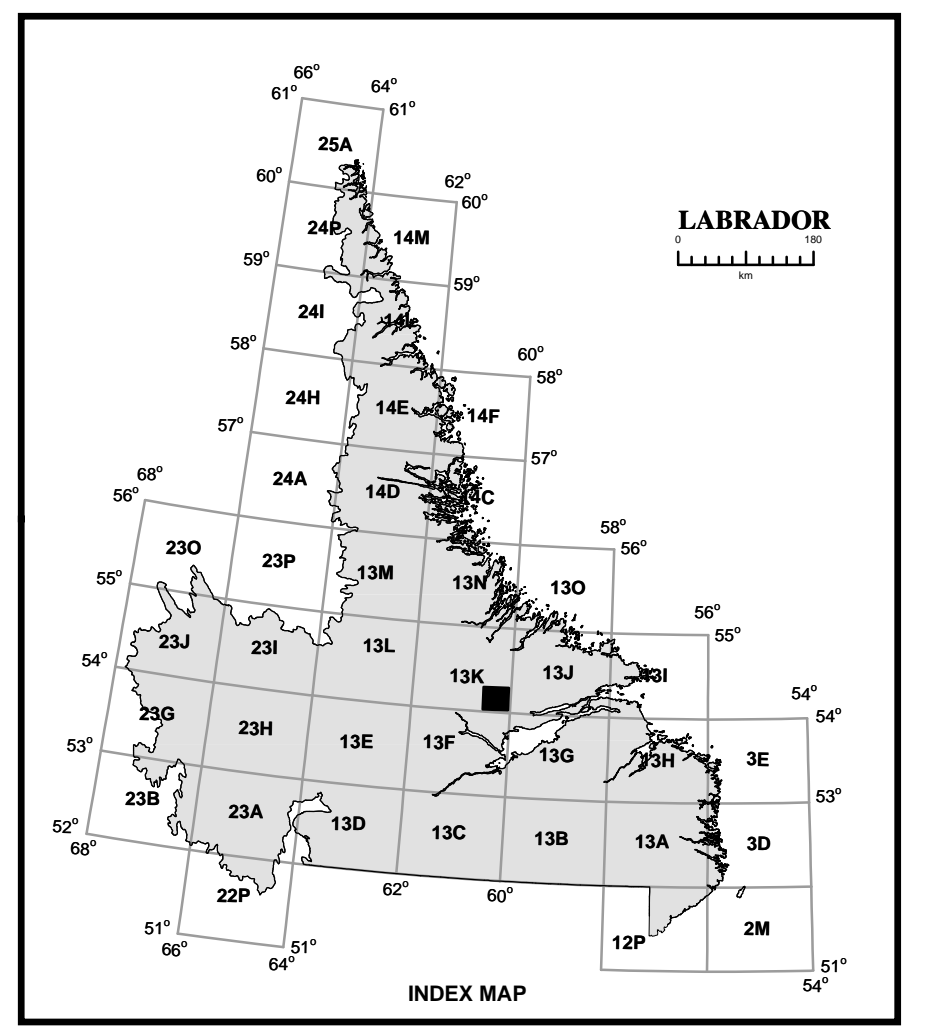 66°
64°
61°
61°
25A
60°
62°
60°
LABRADOR
0 180
km
24P
14M
59°
59°
24I
14L
58°
60°
58°
24H
14E
14F
57°
57°
68°
24A
14D
14C
56°
58°
56°
23O
23P
13M
13N
13O
55°
56°
55°
23J
23I
13L
13K
13J
13I
54°
54°
54°
23G
23H
13E
13F
13G
13H
3E
53°
53°
23B
23A
13D
13C
13B
13A
3D
52°
68°
62°
60°
22P
12P
2M
51°
66°
51°
64°
51°
54°
INDEX MAP